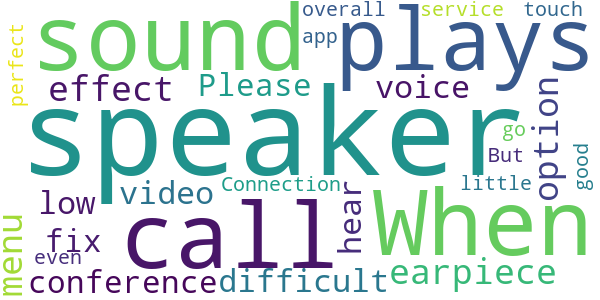 overall service touch
sound plays
app
perfect
effect Please voice
speaker
option
go
But
good
Connection little
low video
When
call
hear
menu
fix
even
earpiece
conference difficult